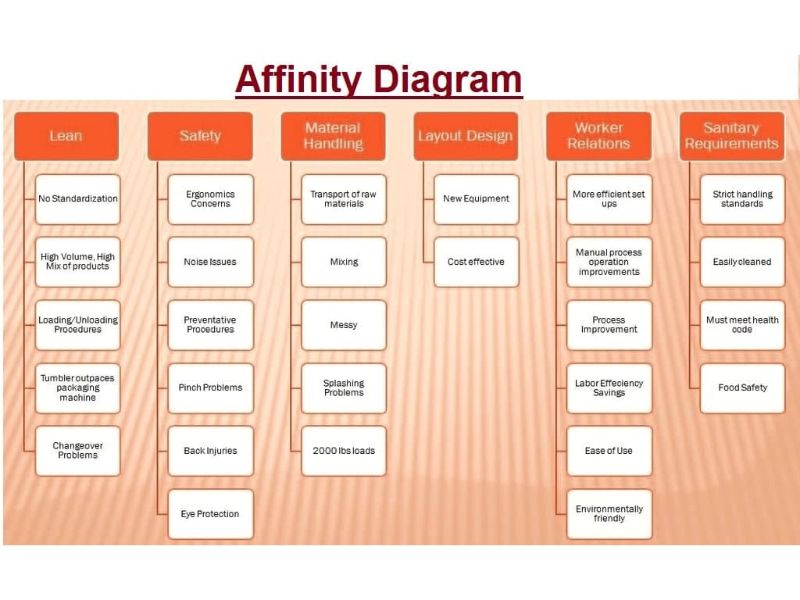 Affinity Diagram
Lean
No Standardization
High Volume, High
Mix of products
Loading/Unloading
Procedures
Tumbler outpaces
packaging
machine
Changeover
Problems
Safety
Ergonomics
Concerns
Noise Issues
Preventative
Procedures
Pinch Problems
Back Injuries
Eye Protection
Material
Handling
Transport of raw
materials
Mixing
Messy
Splashing
Problems
2000 lbs loads
Layout Design
New Equipment
Cost effective
Worker
Relations
More efficient set
ups
Manual process
operation
improvements
Process
Improvement
Labor Effeciency
Savings
Ease of Use
Environmentally
friendly
Sanitary
Requirements
Strict handling
standards
Easily cleaned
Must meet health
code
Food Safety